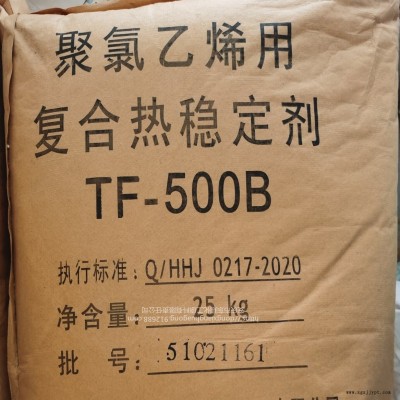 聚氯乙烯用
复合热稳定剂
TF-500B
执行标准: Q/HHJ 0217-2020
净含量: 25 kg
批 号: 51021161